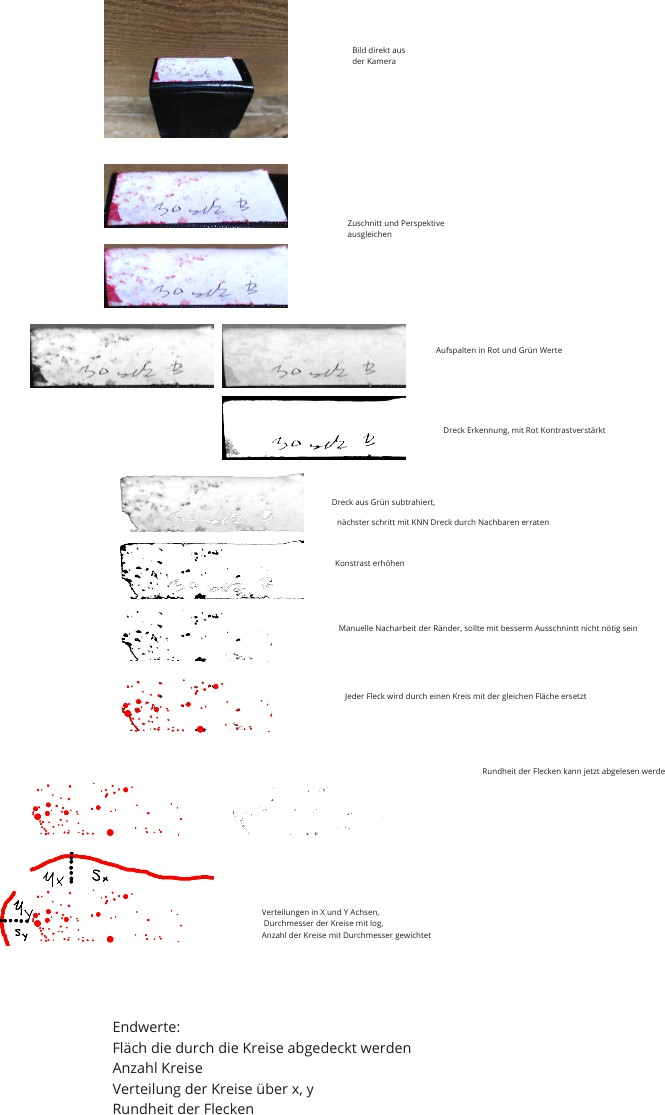 Bild direkt aus
der Kamera
Zuschnitt und Perspektive
ausgleichen
Aufspalten in Rot und Grün Werte
Dreck Erkennung, mit Rot Kontrastverstärkt
Dreck aus Grün subtrahiert,
nächster schritt mit KNN Dreck durch Nachbaren erraten
Konstrast erhöhen
Manuelle Nacharbeit der Ränder, sollte mit besserm Ausschnintt nicht nötig sein
Jeder Fleck wird durch einen Kreis mit der gleichen Fläche ersetzt
Rundheit der Flecken kann jetzt abgelesen werde
Sx
Sy
Verteilungen in X und Y Achsen,
Durchmesser der Kreise mit log,
Anzahl der Kreise mit Durchmesser gewichtet
Endwerte:
Fläch die durch die Kreise abgedeckt werden
Anzahl Kreise
Verteilung der Kreise über x, y
Rundheit der Flecken